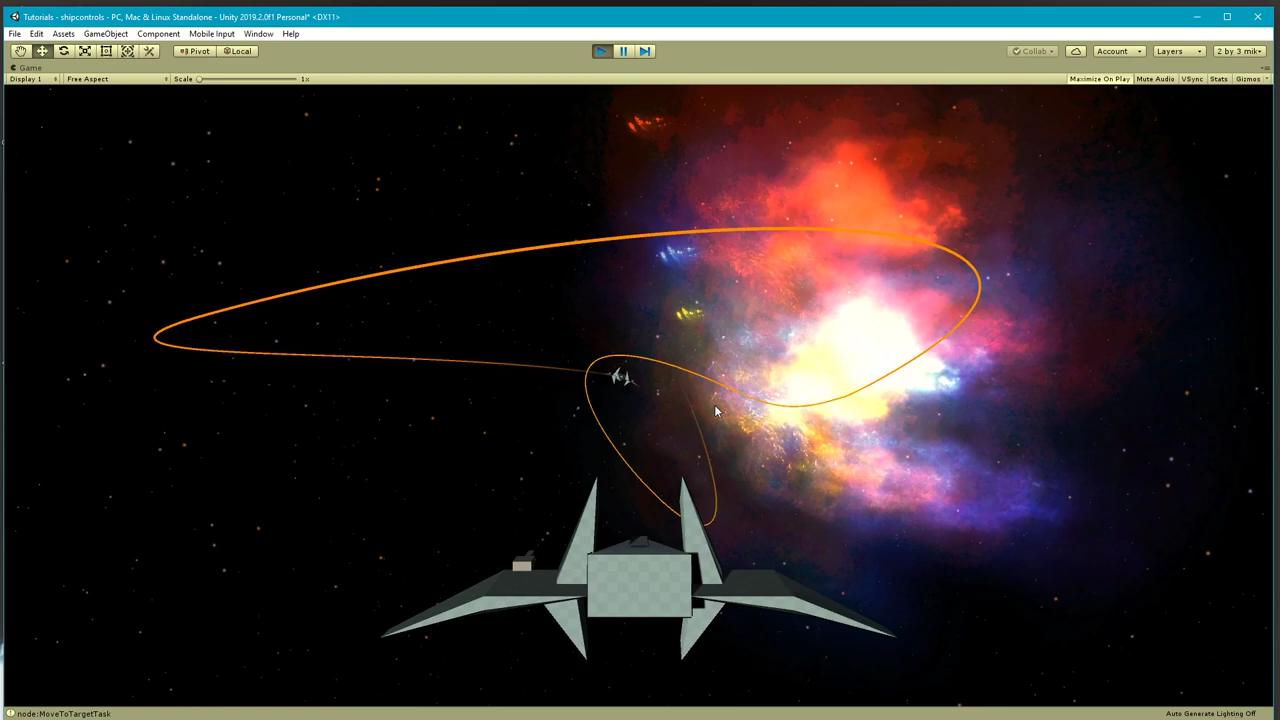 Tutorials - shipcontrols - PC, Mac & Linux Standalone - Unity 2019.2.0f1 Personal* <DX11>
File Edit Assets GameObject Component Mobile Input Window Help
Pivot Local Collab Account Layers 2 by 3 mik
Game
Display 1 Free Aspect Scale 1x Maximize On Play Mute Audio VSync Stats Gizmos
node:MoveToTargetTask Auto Generate Lighting Off